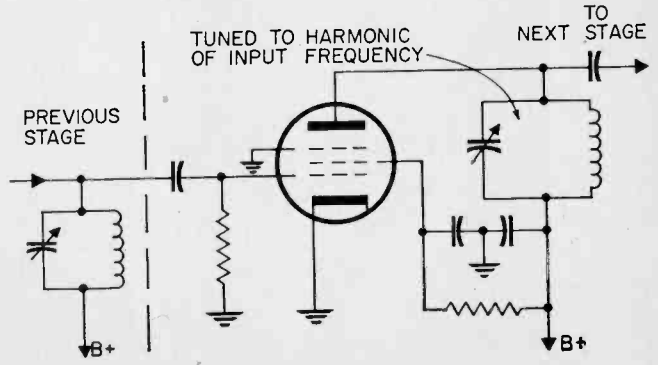 TUNED TO HARMONIC
OF INPUT FREQUENCY
TO
NEXT STAGE
PREVIOUS
STAGE
B+
B+